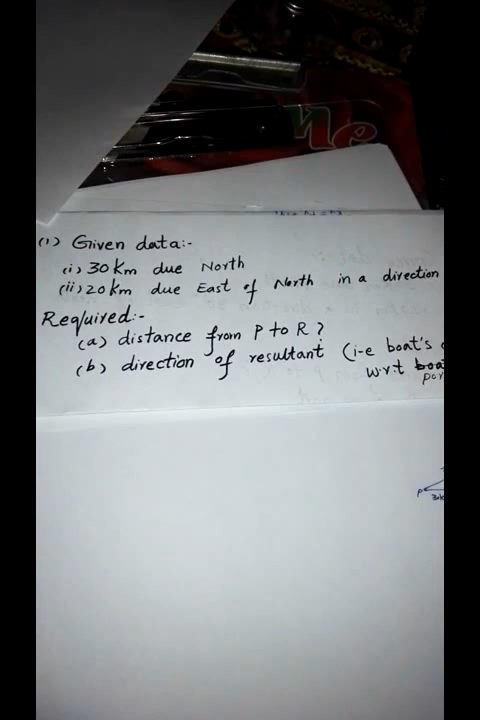 me
(1) Given data:-
(i) 30 Km due North
(ii) 20 km due East of North in a direction
Required:-
(a) distance from P to R ?
(b) direction of resultant (i-e boat's
w.r.t
P